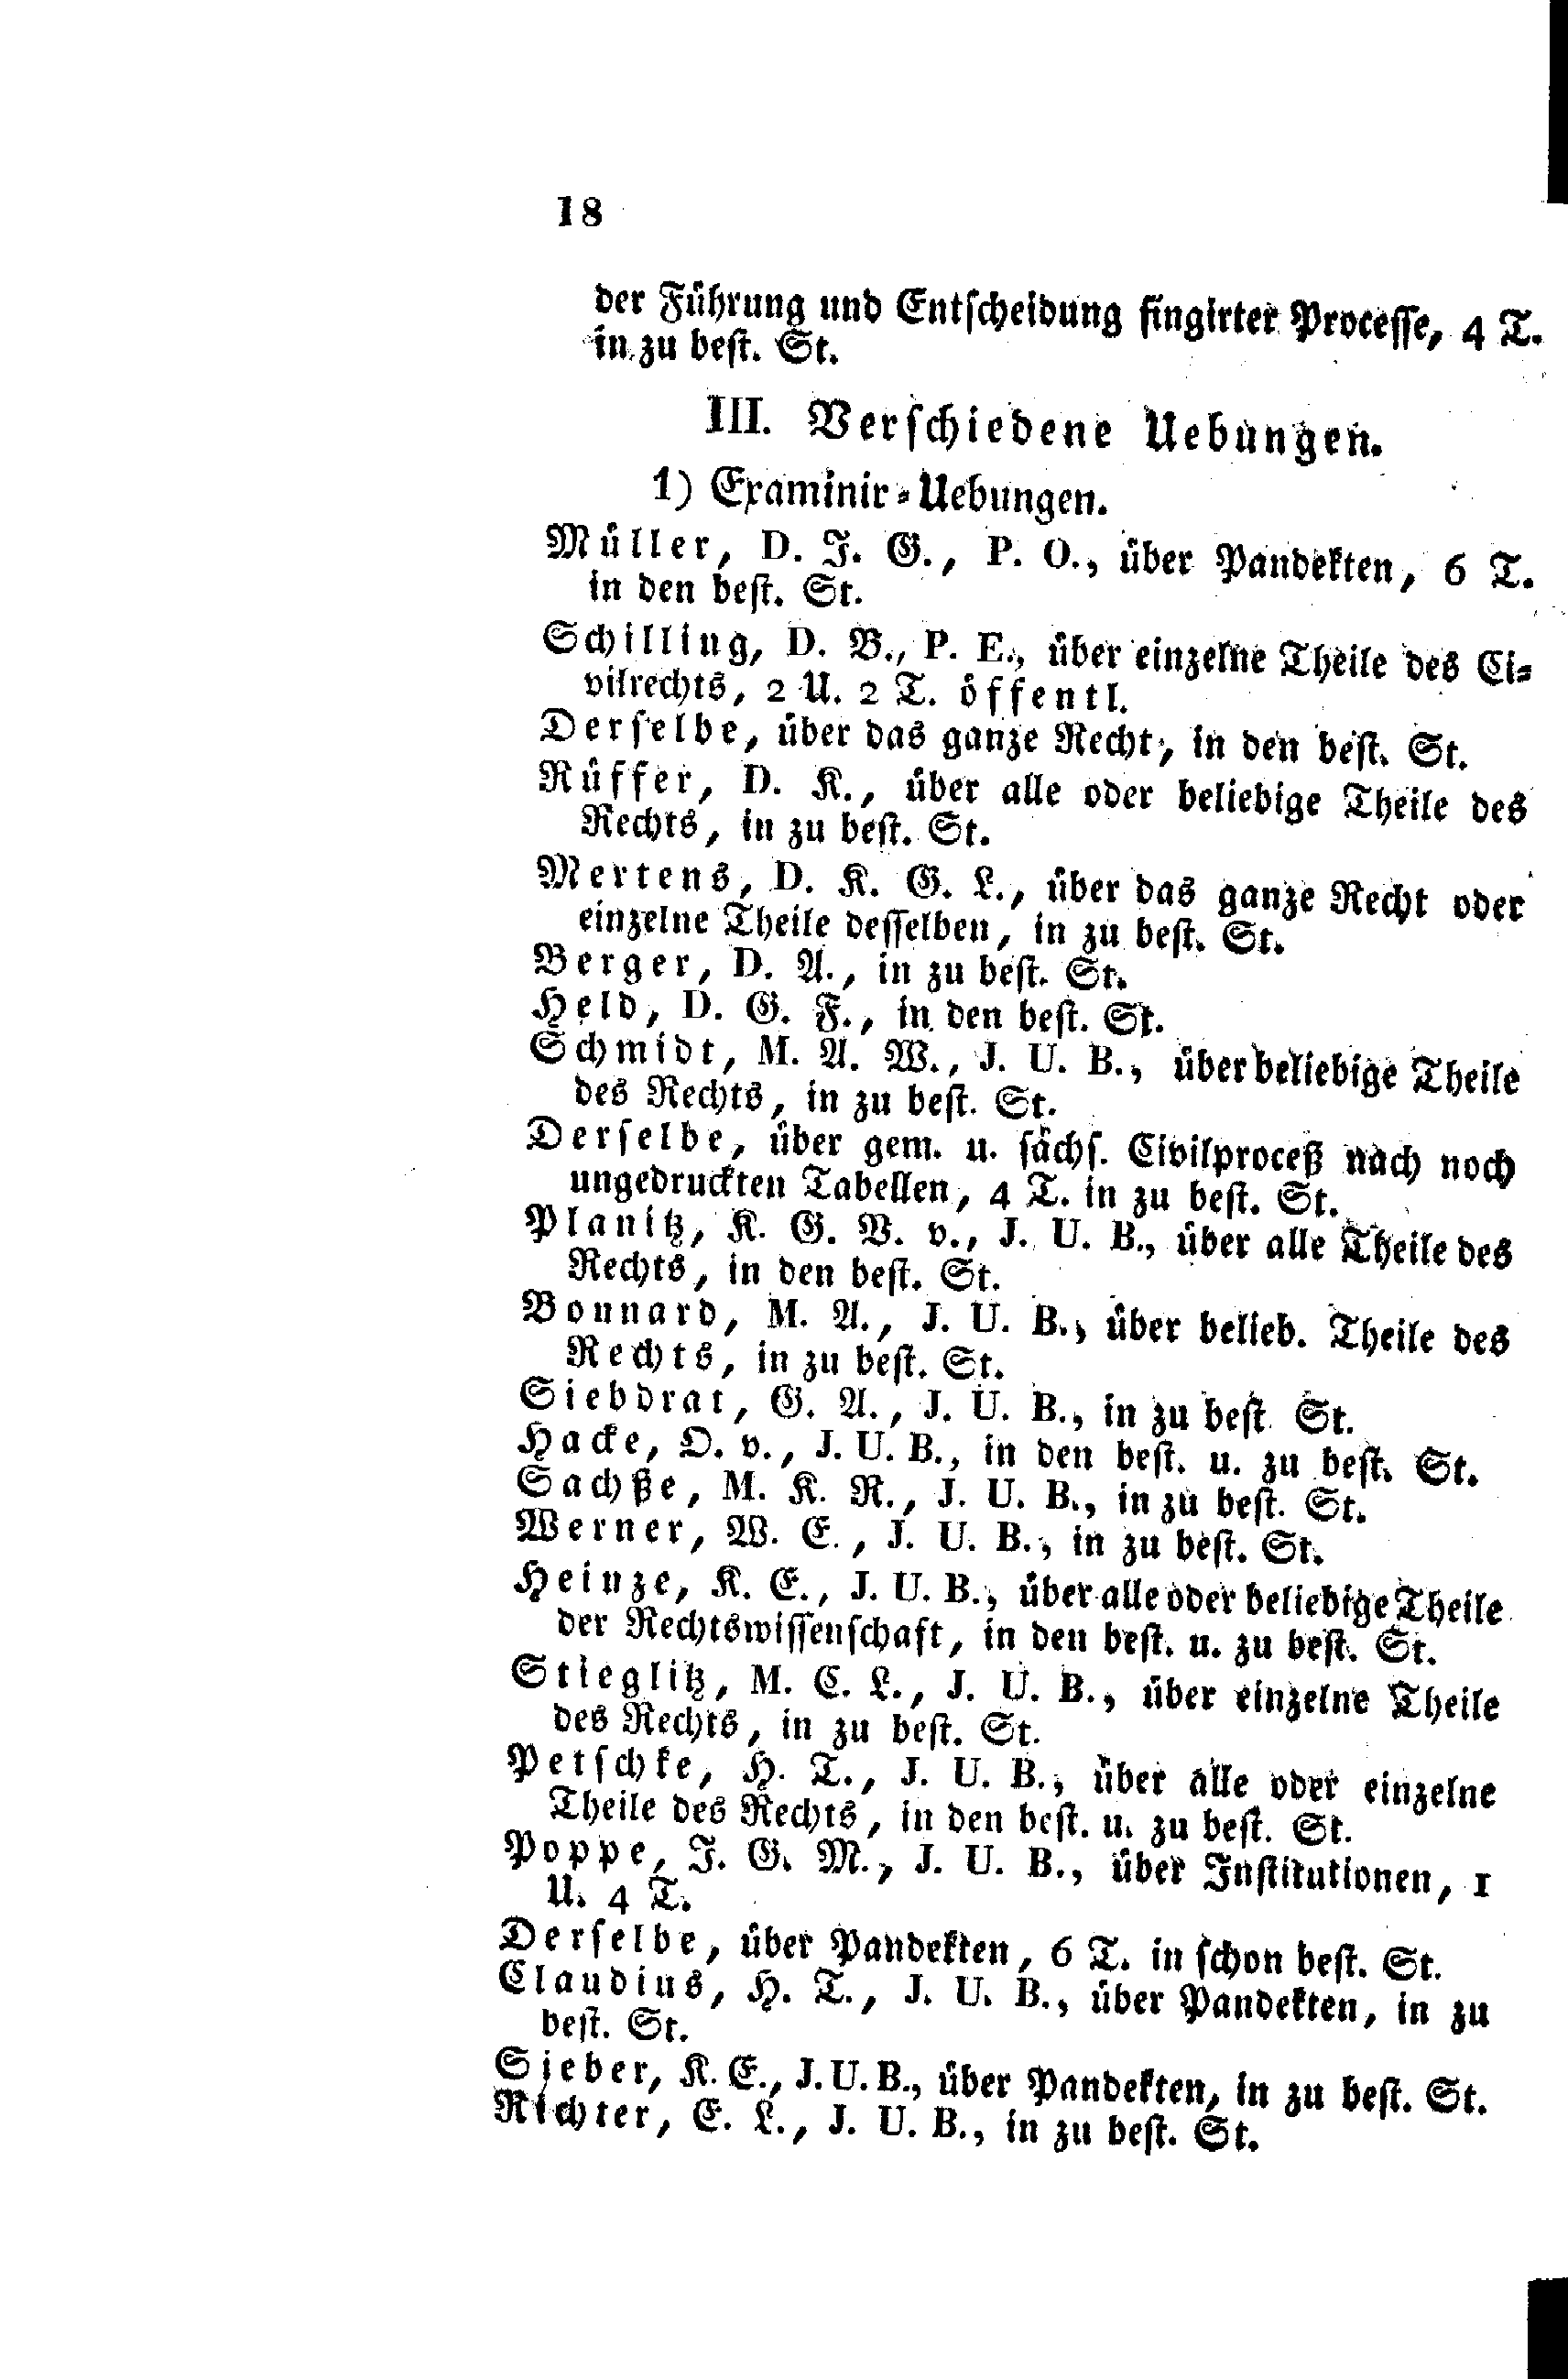 18
der Führung und Entscheidung fingirter Processe, 4 T.
in zu best. St.
III. Verschiedene Uebungen.
1) Examinir-Uebungen.
Müller, D. J. G., P. O., über Pandekten, 6 T.
in den best. St.
Schilling, D. B., P. E., über einzelne Theile des Ci-
vilrechts, 2 U. 2 T. öffentl.
Derselbe, über das ganze Recht, in den best. St.
Rüffer, D. K., über alle oder beliebige Theile des
Rechts, in zu best. St.
Mertens, D. K. G. L., über das ganze Recht oder
einzelne Theile desselben, in zu best. St.
Berger, D. A., in zu best. St.
Held, D. G. F., in den best. St.
Schmidt, M. A. W., J. U. B., über beliebige Theile
des Rechts, in zu best. St.
Derselbe, über gem. u. sächs. Civilproceß nach noch
ungedruckten Tabellen, 4 T. in zu best. St.
Planitz, K. G. V. v., J. U. B., über alle Theile des
Rechts, in den best. St.
Bonnard, M. A., J. U. B., über belieb. Theile des
Rechts, in zu best. St.
Siebdrat, G. A., J. U. B., in zu best. St.
Hacke, O. v., J. U. B., in den best. u. zu best. St.
Sachße, M. K. R., J. U. B., in zu best. St.
Werner, W. E., J. U. B., in zu best. St.
Heinze, K. E., J. U. B., über alle oder beliebige Theile
der Rechtswissenschaft, in den best. u. zu best. St.
Stieglitz, M. C. L., J. U. B., über einzelne Theile
des Rechts, in zu best. St.
Petschke, H. T., J. U. B., über alle oder einzelne
Theile des Rechts, in den best. u. zu best. St.
Poppe, J. G. M., J. U. B., über Institutionen, 1
U. 4 T.
Derselbe, über Pandekten, 6 T. in schon best. St.
Claudius, H. T., J. U. B., über Pandekten, in zu
best. St.
Sieber, K. E., J. U. B., über Pandekten, in zu best. St.
Richter, E. L., J. U. B., in zu best. St.